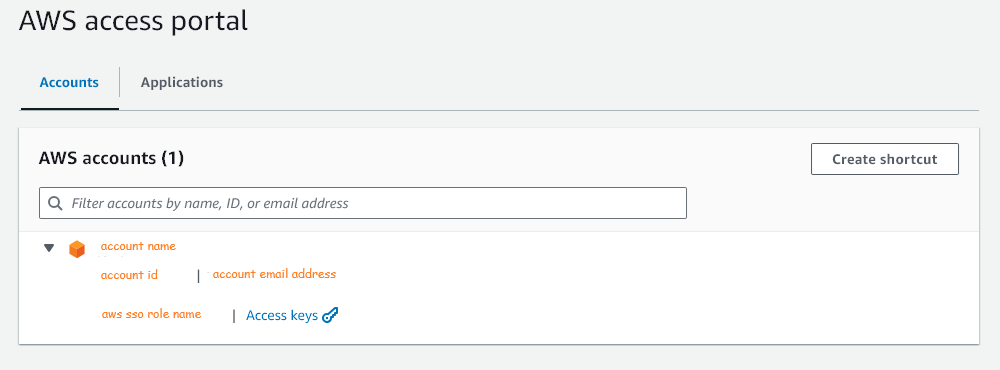 AWS access portal
Accounts Applications
AWS accounts (1)
Create shortcut
Filter accounts by name, ID, or email address
account name
account id | account email address
aws sso role name | Access keys